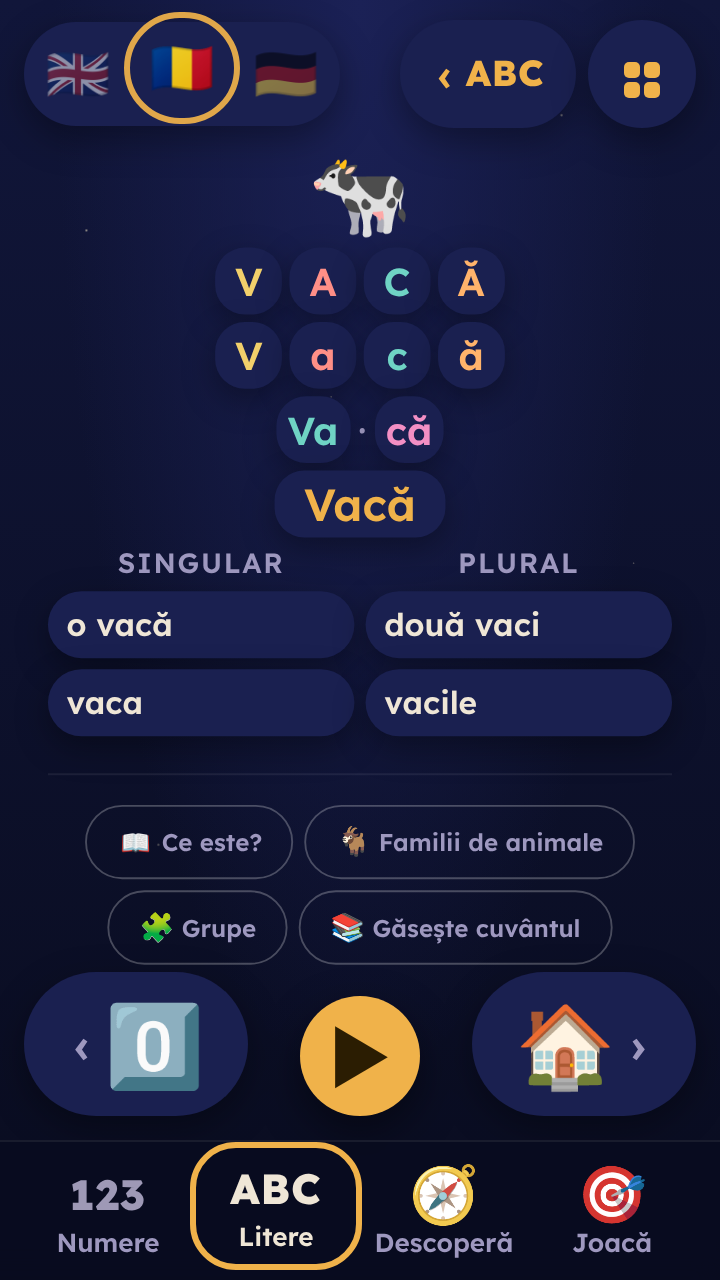 ‹ ABC
V A C Ă
V a c ă
Va · că
Vacă
SINGULAR PLURAL
o vacă două vaci
vaca vacile
Ce este? Familii de animale
Grupe Găsește cuvântul
‹ 0 ›
123 ABC
Numere Litere Descoperă Joacă